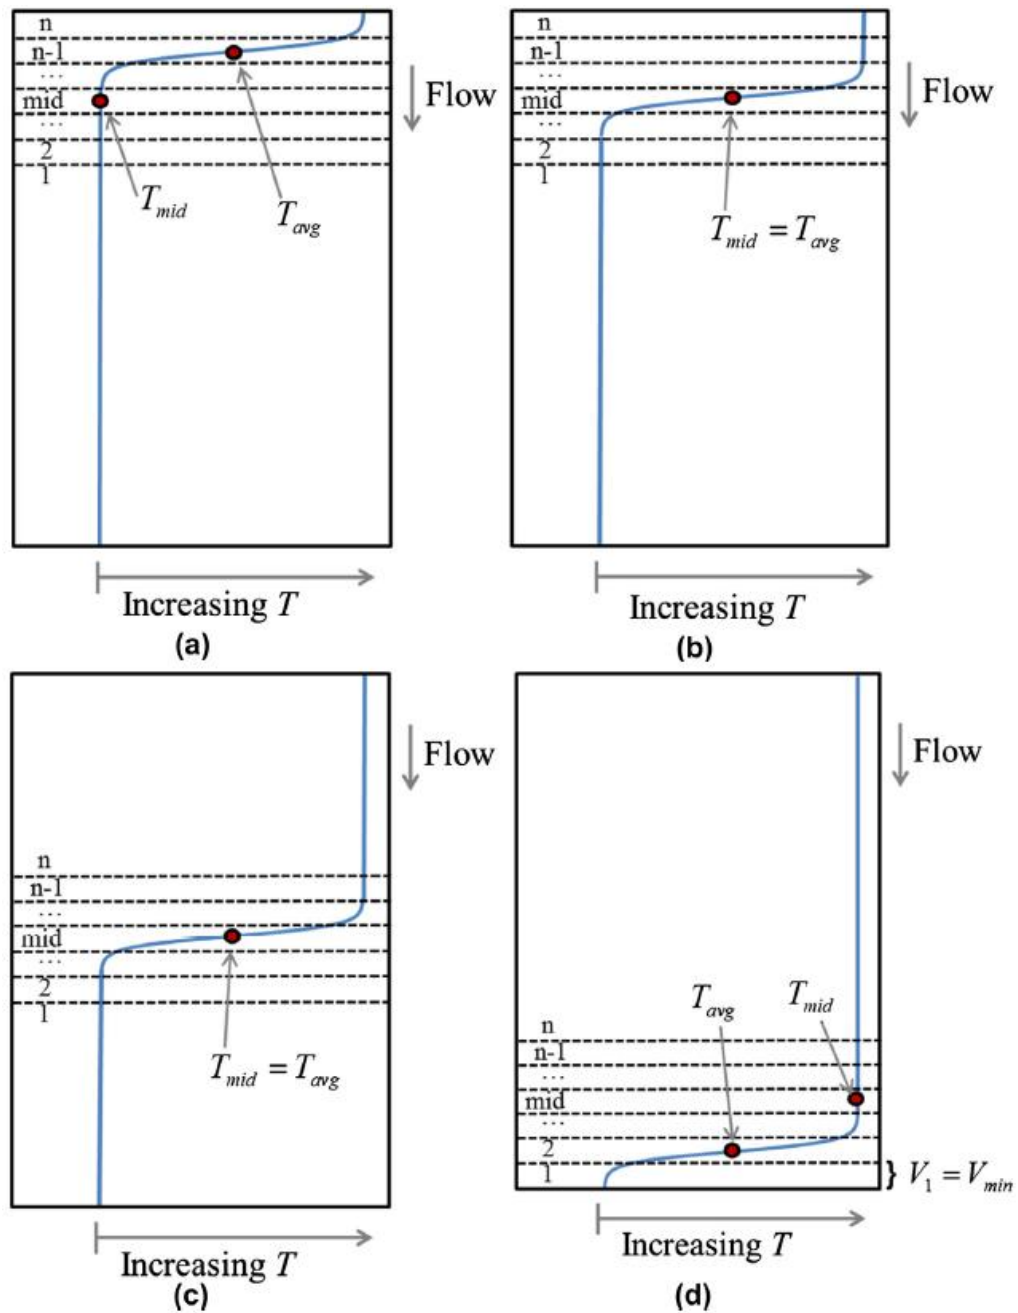 n
n-1
...
mid
...
2
1
Flow
T_mid
T_avg
Increasing T
(a)
n
n-1
...
mid
...
2
1
Flow
T_mid = T_avg
Increasing T
(b)
n
n-1
...
mid
...
2
1
Flow
T_mid = T_avg
Increasing T
(c)
Flow
T_avg
T_mid
n
n-1
...
mid
...
2
1
} V_1 = V_min
Increasing T
(d)